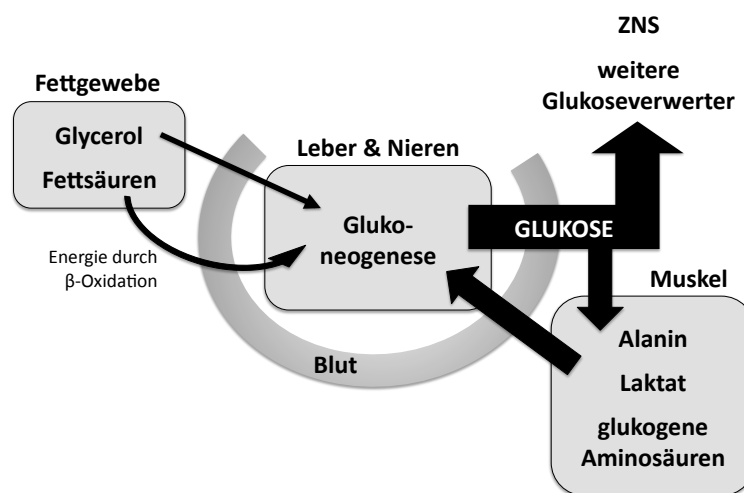 Fettgewebe
Glycerol
Fettsäuren
Energie durch
β-Oxidation
Leber & Nieren
Gluko-
neogenese
Blut
GLUKOSE
ZNS
weitere
Glukoseverwerter
Muskel
Alanin
Laktat
glukogene
Aminosäuren